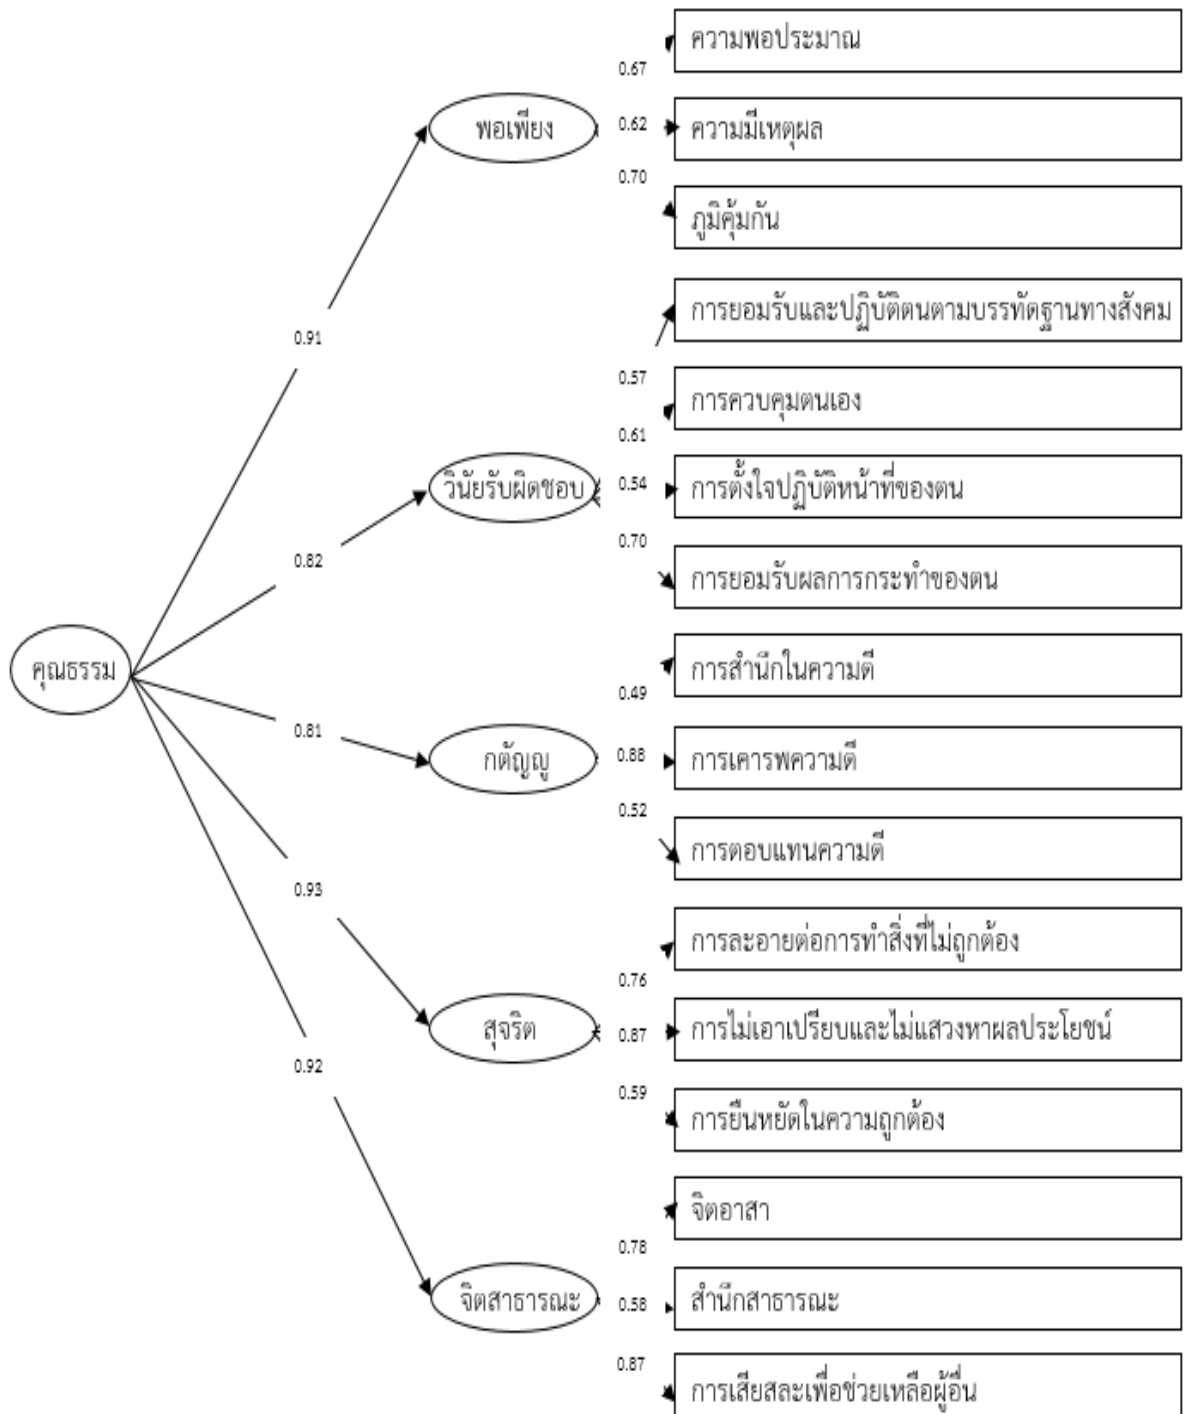 ความพอประมาณ
0.67
พอเพียง
0.62
ความมีเหตุผล
0.70
ภูมิคุ้มกัน
0.91
การยอมรับและปฏิบัติตนตามบรรทัดฐานทางสังคม
0.57
การควบคุมตนเอง
0.61
วินัยรับผิดชอบ
0.54
การตั้งใจปฏิบัติหน้าที่ของตน
0.70
0.82
การยอมรับผลการกระทำของตน
คุณธรรม
การสำนึกในความดี
0.49
0.81
กตัญญู
0.88
การเคารพความดี
0.52
การตอบแทนความดี
0.93
การละอายต่อการทำสิ่งที่ไม่ถูกต้อง
0.76
สุจริต
0.87
การไม่เอาเปรียบและไม่แสวงหาผลประโยชน์
0.92
0.59
การยืนหยัดในความถูกต้อง
จิตอาสา
0.78
จิตสาธารณะ
0.58
สำนึกสาธารณะ
0.87
การเสียสละเพื่อช่วยเหลือผู้อื่น